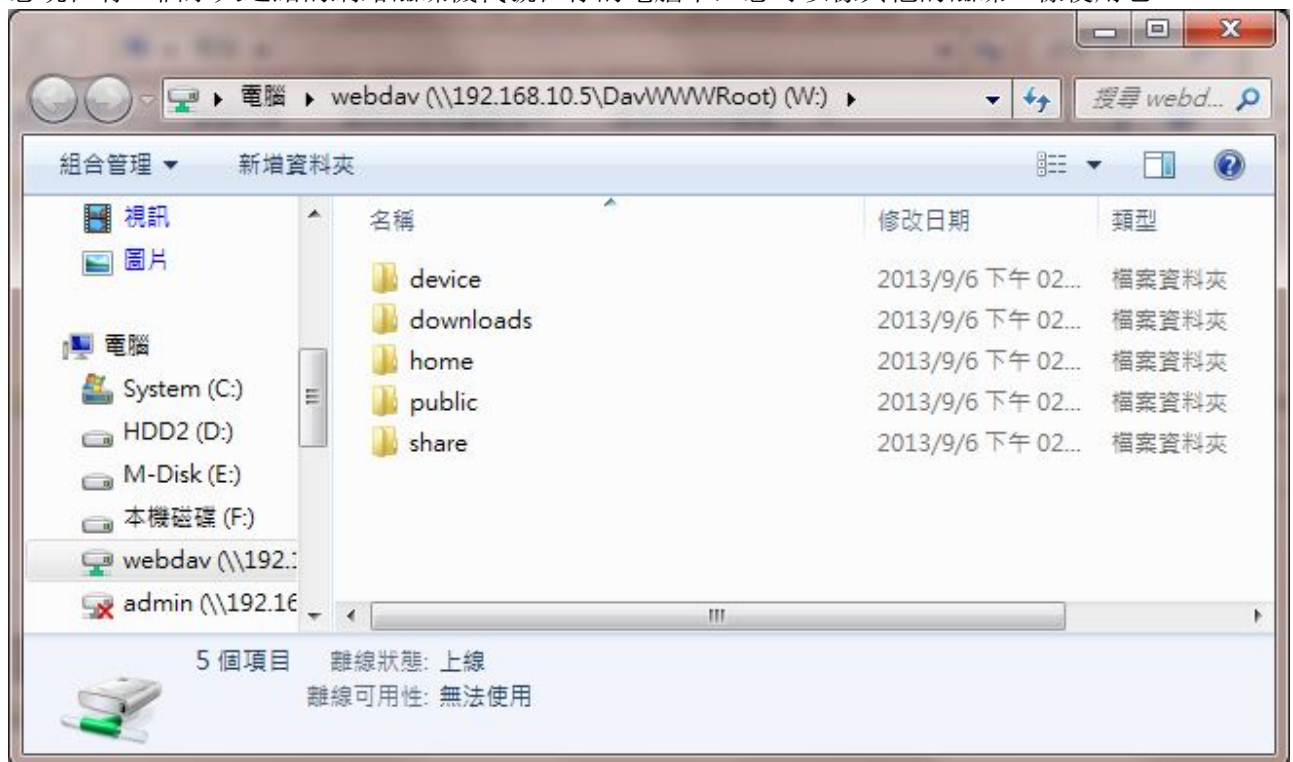 電腦 webdav (\\192.168.10.5\DavWWWRoot) (W:)
搜尋 webd...
組合管理 新增資料夾
名稱 修改日期 類型
視訊
圖片
電腦
System (C:)
HDD2 (D:)
M-Disk (E:)
本機磁碟 (F:)
webdav (\\192.1
admin (\\192.16
device 2013/9/6 下午 02... 檔案資料夾
downloads 2013/9/6 下午 02... 檔案資料夾
home 2013/9/6 下午 02... 檔案資料夾
public 2013/9/6 下午 02... 檔案資料夾
share 2013/9/6 下午 02... 檔案資料夾
5 個項目 離線狀態: 上線
離線可用性: 無法使用